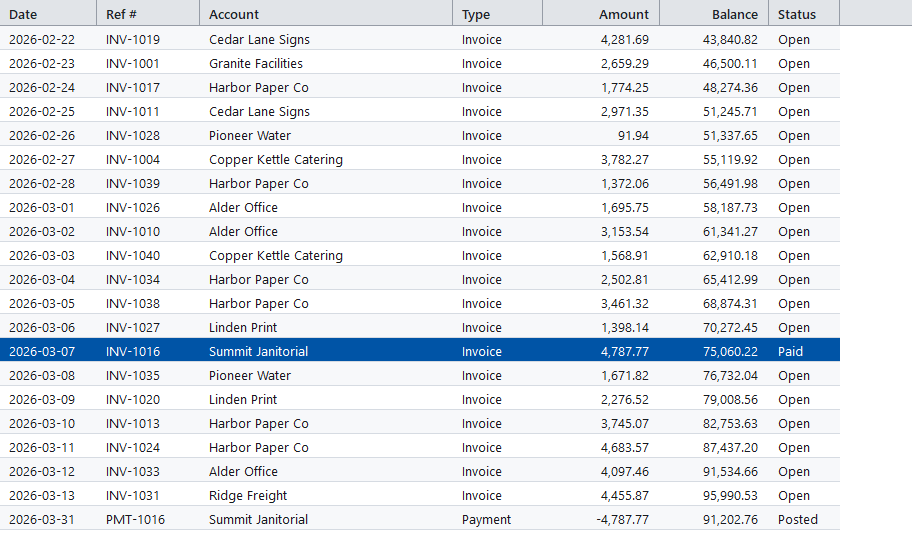 Date Ref # Account Type Amount Balance Status
2026-02-22 INV-1019 Cedar Lane Signs Invoice 4,281.69 43,840.82 Open
2026-02-23 INV-1001 Granite Facilities Invoice 2,659.29 46,500.11 Open
2026-02-24 INV-1017 Harbor Paper Co Invoice 1,774.25 48,274.36 Open
2026-02-25 INV-1011 Cedar Lane Signs Invoice 2,971.35 51,245.71 Open
2026-02-26 INV-1028 Pioneer Water Invoice 91.94 51,337.65 Open
2026-02-27 INV-1004 Copper Kettle Catering Invoice 3,782.27 55,119.92 Open
2026-02-28 INV-1039 Harbor Paper Co Invoice 1,372.06 56,491.98 Open
2026-03-01 INV-1026 Alder Office Invoice 1,695.75 58,187.73 Open
2026-03-02 INV-1010 Alder Office Invoice 3,153.54 61,341.27 Open
2026-03-03 INV-1040 Copper Kettle Catering Invoice 1,568.91 62,910.18 Open
2026-03-04 INV-1034 Harbor Paper Co Invoice 2,502.81 65,412.99 Open
2026-03-05 INV-1038 Harbor Paper Co Invoice 3,461.32 68,874.31 Open
2026-03-06 INV-1027 Linden Print Invoice 1,398.14 70,272.45 Open
2026-03-07 INV-1016 Summit Janitorial Invoice 4,787.77 75,060.22 Paid
2026-03-08 INV-1035 Pioneer Water Invoice 1,671.82 76,732.04 Open
2026-03-09 INV-1020 Linden Print Invoice 2,276.52 79,008.56 Open
2026-03-10 INV-1013 Harbor Paper Co Invoice 3,745.07 82,753.63 Open
2026-03-11 INV-1024 Harbor Paper Co Invoice 4,683.57 87,437.20 Open
2026-03-12 INV-1033 Alder Office Invoice 4,097.46 91,534.66 Open
2026-03-13 INV-1031 Ridge Freight Invoice 4,455.87 95,990.53 Open
2026-03-31 PMT-1016 Summit Janitorial Payment -4,787.77 91,202.76 Posted